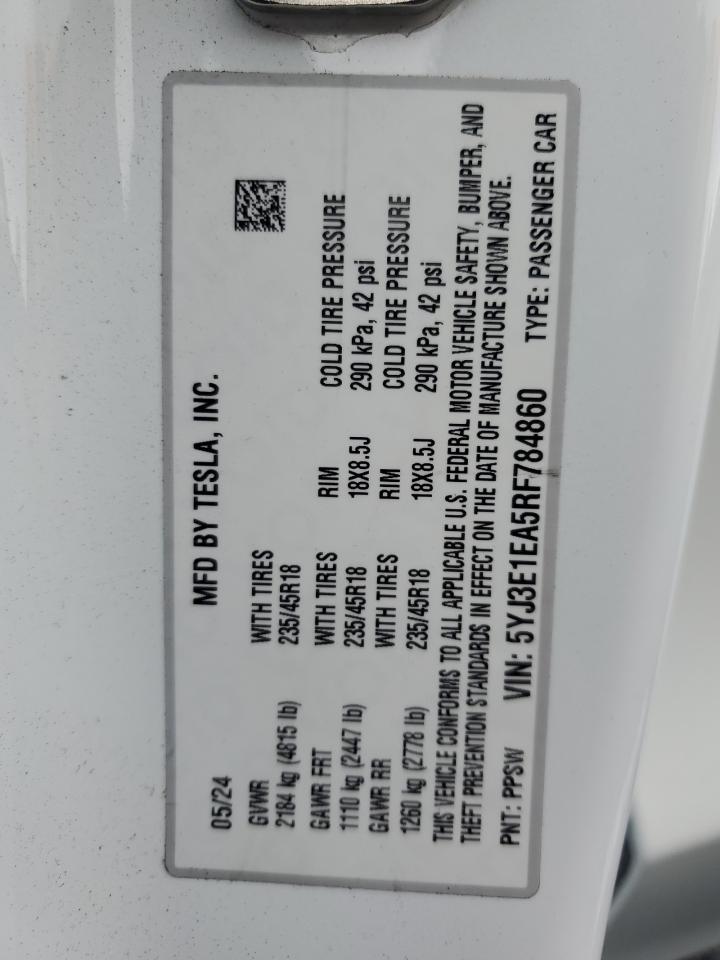 MFD BY TESLA, INC.
05/24
GVWR WITH TIRES
2184 kg (4815 lb) 235/45R18
GAWR FRT WITH TIRES RIM COLD TIRE PRESSURE
1110 kg (2447 lb) 235/45R18 18X8.5J 290 kPa, 42 psi
GAWR RR WITH TIRES RIM COLD TIRE PRESSURE
1260 kg (2778 lb) 235/45R18 18X8.5J 290 kPa, 42 psi
THIS VEHICLE CONFORMS TO ALL APPLICABLE U.S. FEDERAL MOTOR VEHICLE SAFETY, BUMPER, AND
THEFT PREVENTION STANDARDS IN EFFECT ON THE DATE OF MANUFACTURE SHOWN ABOVE.
PNT: PPSW VIN: 5YJ3E1EA5RF784860 TYPE: PASSENGER CAR